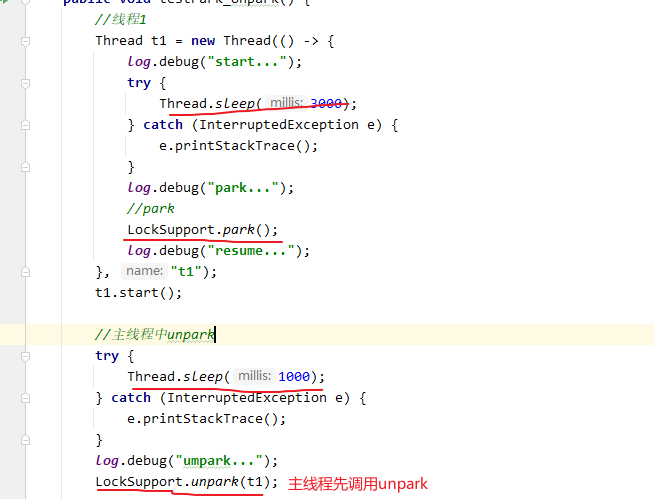 public void testPark_unpark() {
//线程1
Thread t1 = new Thread(() -> {
log.debug("start...");
try {
Thread.sleep( millis: 3000);
} catch (InterruptedException e) {
e.printStackTrace();
}
log.debug("park...");
//park
LockSupport.park();
log.debug("resume...");
}, name: "t1");
t1.start();
//主线程中unpark
try {
Thread.sleep( millis: 1000);
} catch (InterruptedException e) {
e.printStackTrace();
}
log.debug("umpark...");
LockSupport.unpark(t1); 主线程先调用unpark